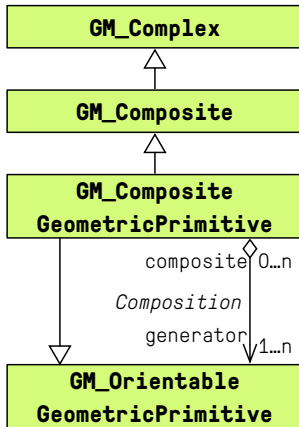 GM_Complex
GM_Composite
GM_Composite
GeometricPrimitive
composite 0…n
Composition
generator
1…n
GM_Orientable
GeometricPrimitive